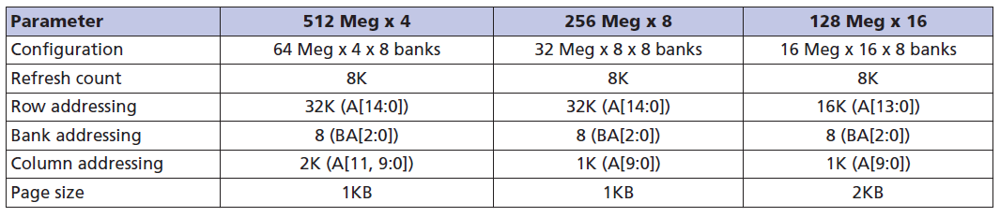 Parameter 512 Meg x 4 256 Meg x 8 128 Meg x 16
Configuration 64 Meg x 4 x 8 banks 32 Meg x 8 x 8 banks 16 Meg x 16 x 8 banks
Refresh count 8K 8K 8K
Row addressing 32K (A[14:0]) 32K (A[14:0]) 16K (A[13:0])
Bank addressing 8 (BA[2:0]) 8 (BA[2:0]) 8 (BA[2:0])
Column addressing 2K (A[11, 9:0]) 1K (A[9:0]) 1K (A[9:0])
Page size 1KB 1KB 2KB